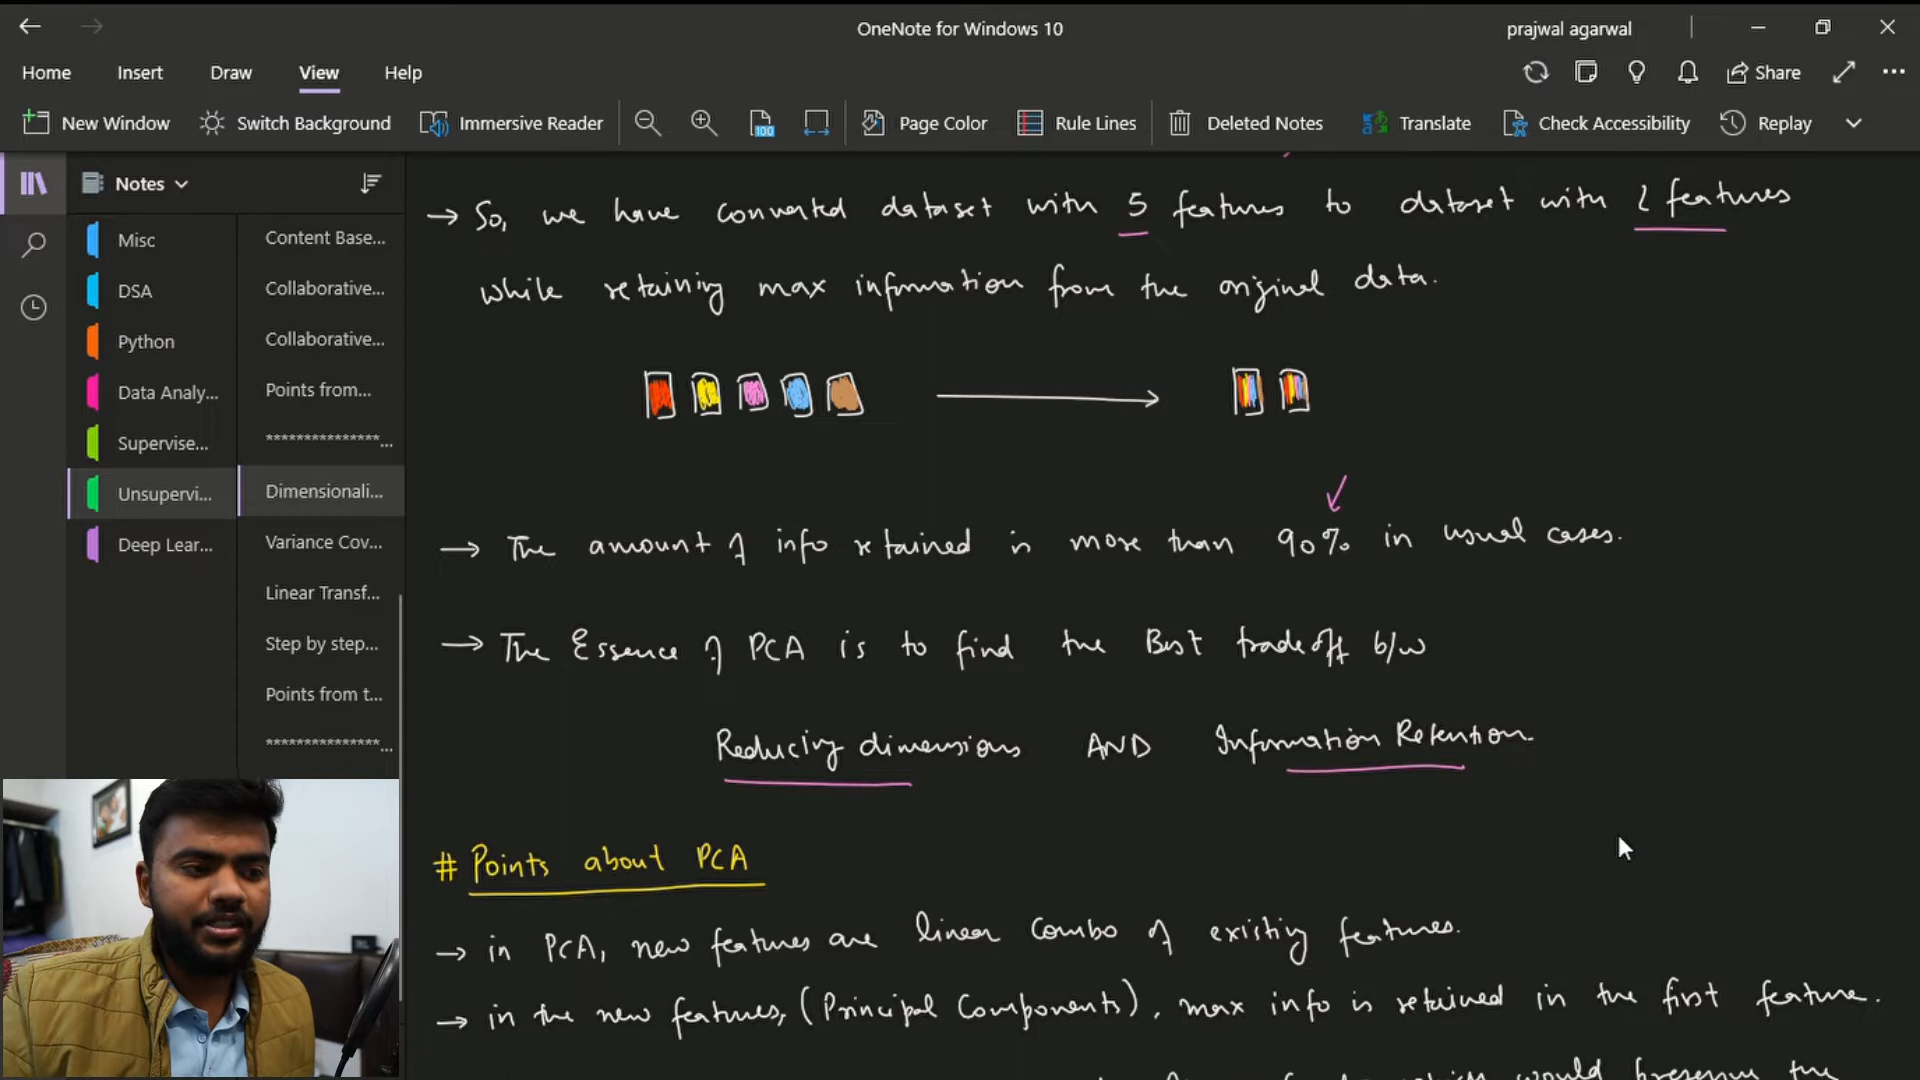 OneNote for Windows 10
prajwal agarwal
Home Insert Draw View Help
Share
New Window Switch Background Immersive Reader 100 Page Color Rule Lines Deleted Notes Translate Check Accessibility Replay
Notes
Misc
DSA
Python
Data Analy...
Supervise...
Unsupervi...
Deep Lear...
Content Base...
Collaborative...
Collaborative...
Points from...
***************...
Dimensionali...
Variance Cov...
Linear Transf...
Step by step...
Points from t...
***************...
→ So, we have converted dataset with 5 features to dataset with 2 features
while retaining max information from the original data.
→ The amount of info retained is more than 90% in usual cases.
→ The Essence of PCA is to find the Best tradeoff b/w
Reducing dimensions AND Information Retention.
# Points about PCA
→ in PCA, new features are linear combo of existing features.
→ in the new features, (Principal Components), max info is retained in the first feature.
would preserve the